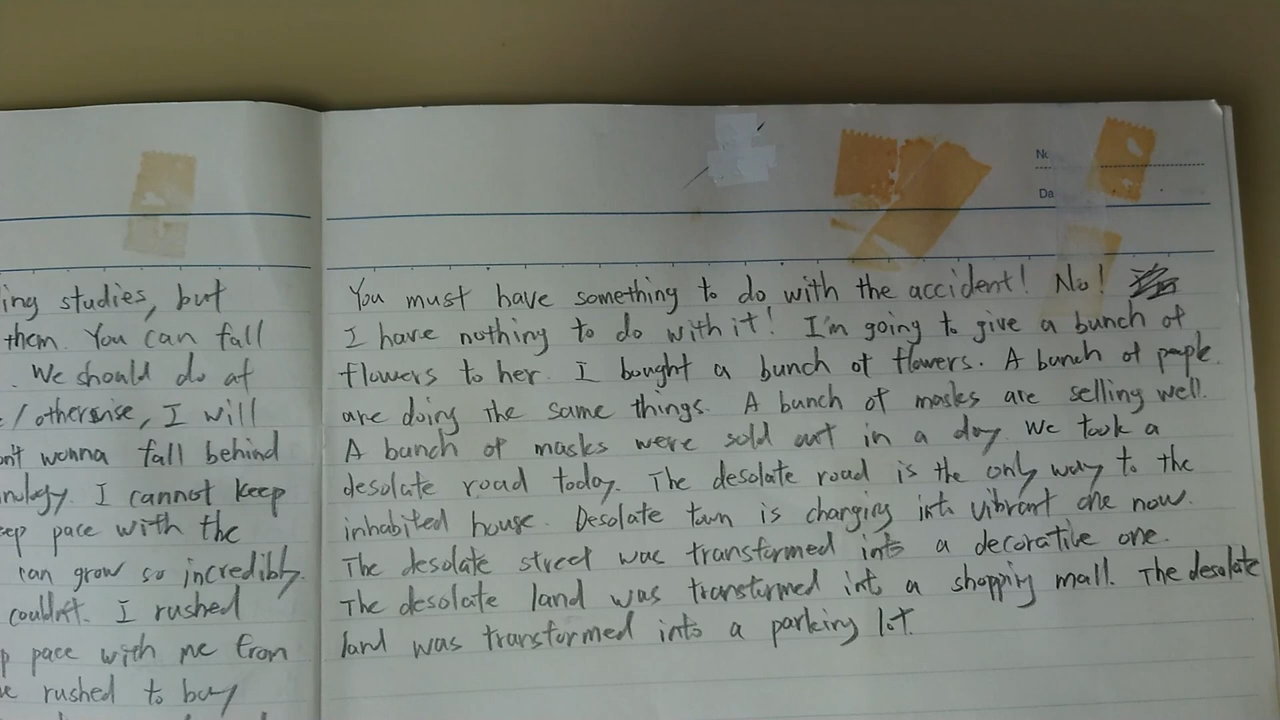 ing studies, but
them. You can fall
. We should do at
/ otherwise, I will
wanna fall behind
I cannot keep
pace with the
can grow so incredibly.
couldn't. I rushed
pace with me from
rushed to buy
No
Da
You must have something to do with the accident! No!
I have nothing to do with it! I'm going to give a bunch of
flowers to her. I bought a bunch of flowers. A bunch of people
are doing the same things. A bunch of masks are selling well.
A bunch of masks were sold out in a day. We took a
desolate road today. The desolate road is the only way to the
inhabited house. Desolate town is changing into vibrant one now.
The desolate street was transformed into a decorative one.
The desolate land was transformed into a shopping mall. The desolate
land was transformed into a parking lot.